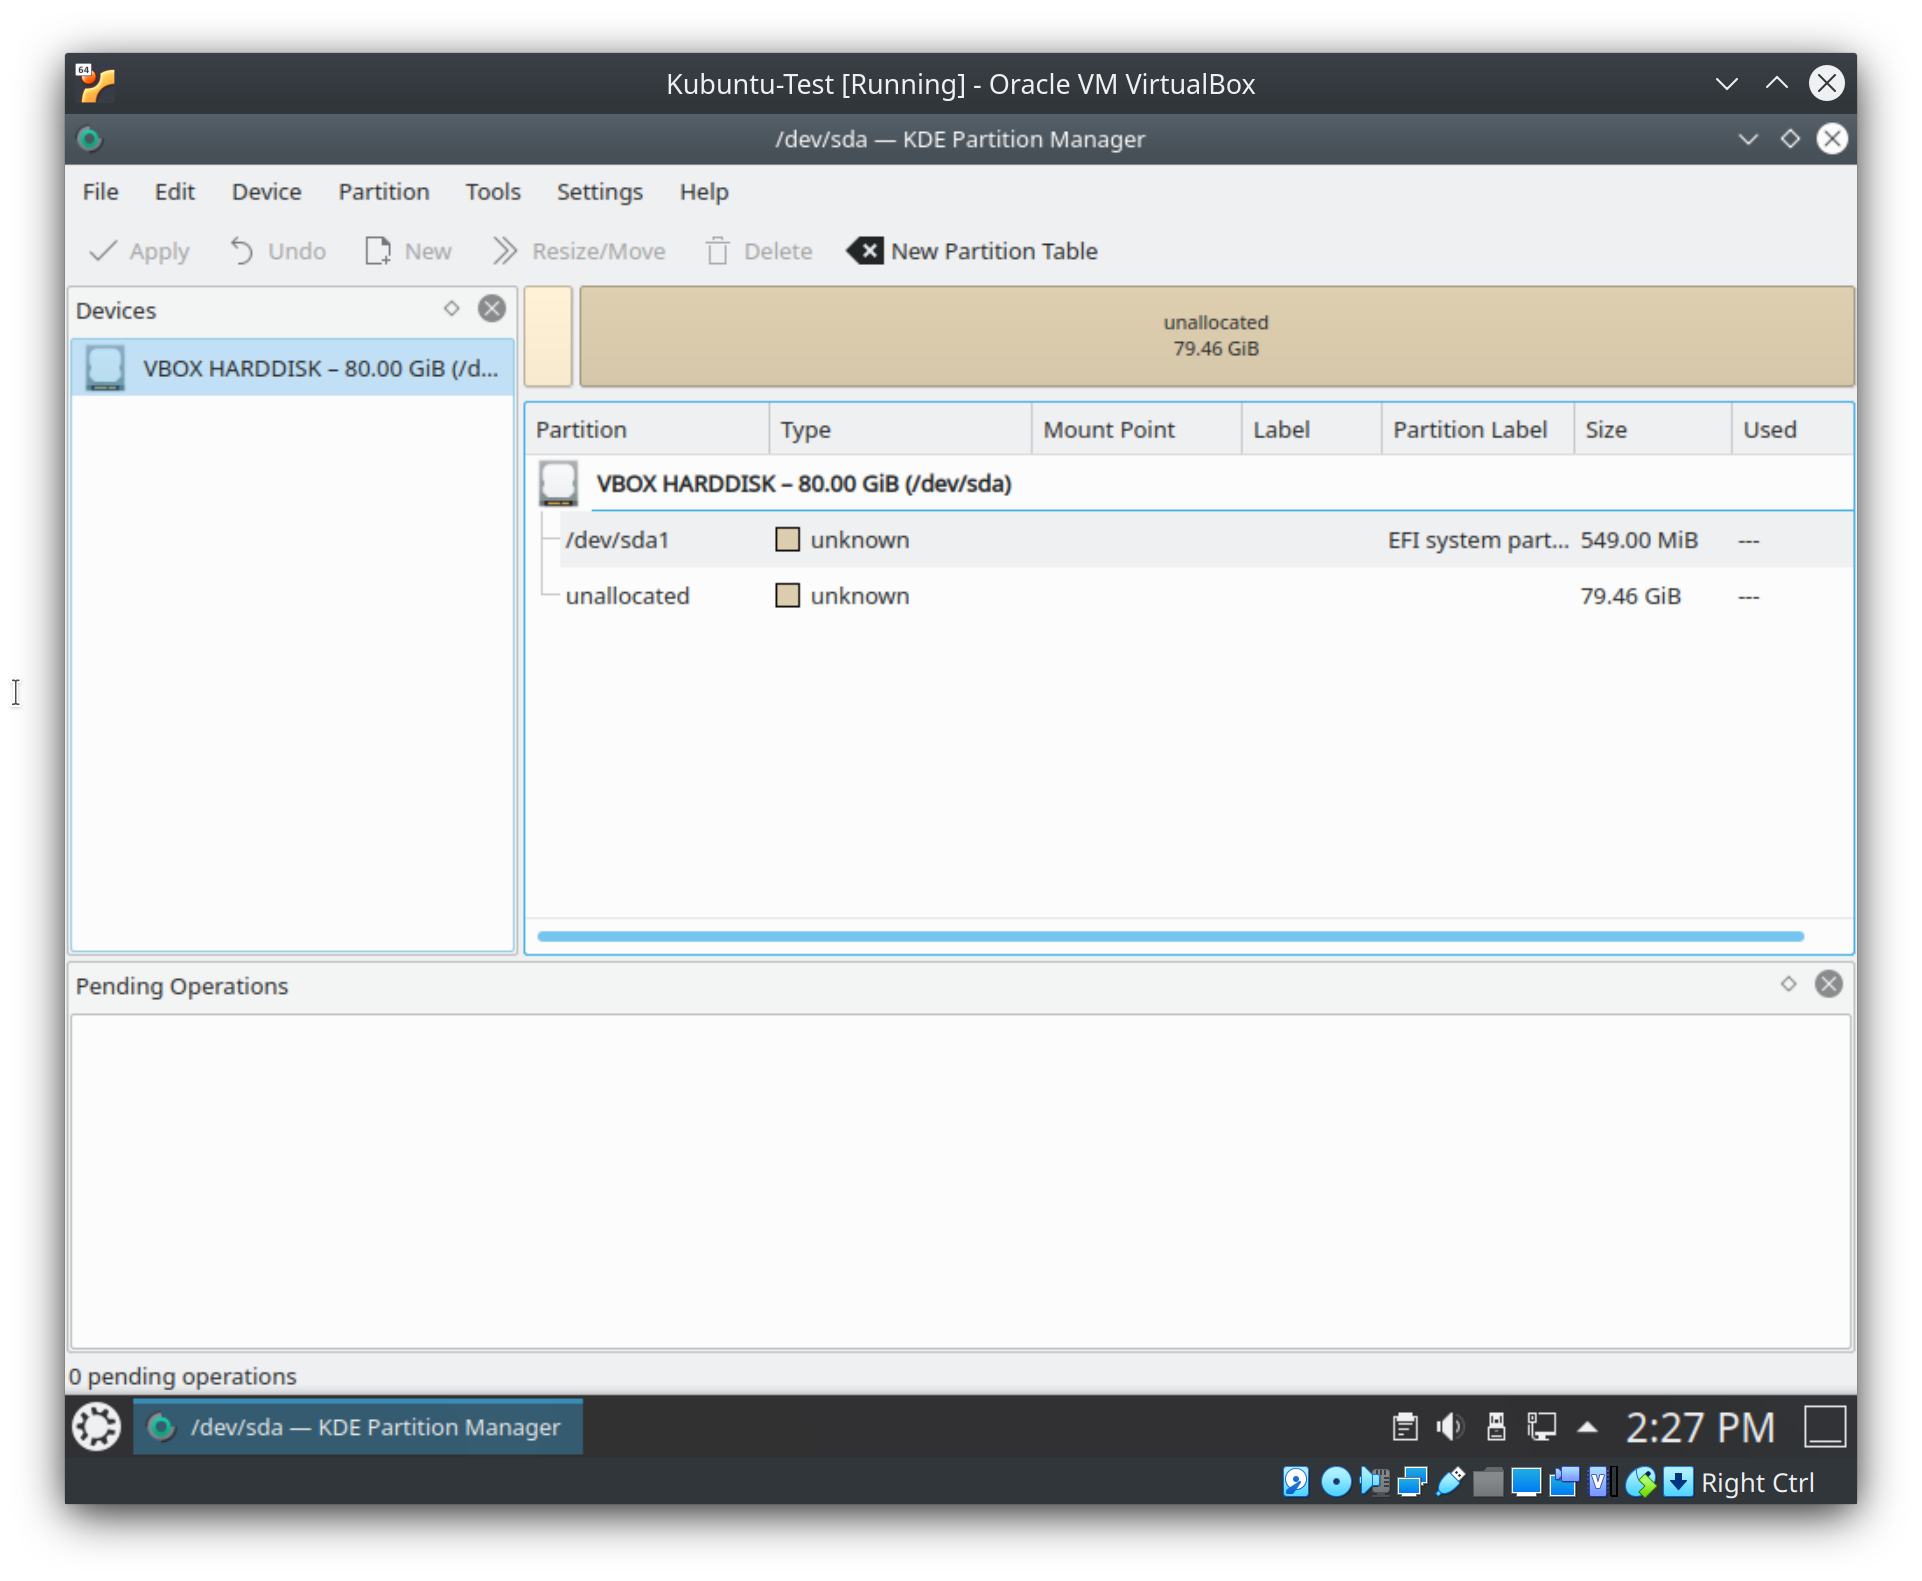 64
Kubuntu-Test [Running] - Oracle VM VirtualBox
/dev/sda — KDE Partition Manager
File Edit Device Partition Tools Settings Help
Apply Undo New Resize/Move Delete New Partition Table
Devices
VBOX HARDDISK – 80.00 GiB (/d...
unallocated
79.46 GiB
Partition Type Mount Point Label Partition Label Size Used
VBOX HARDDISK – 80.00 GiB (/dev/sda)
/dev/sda1 unknown EFI system part... 549.00 MiB ---
unallocated unknown 79.46 GiB ---
Pending Operations
0 pending operations
/dev/sda — KDE Partition Manager 2:27 PM
V Right Ctrl